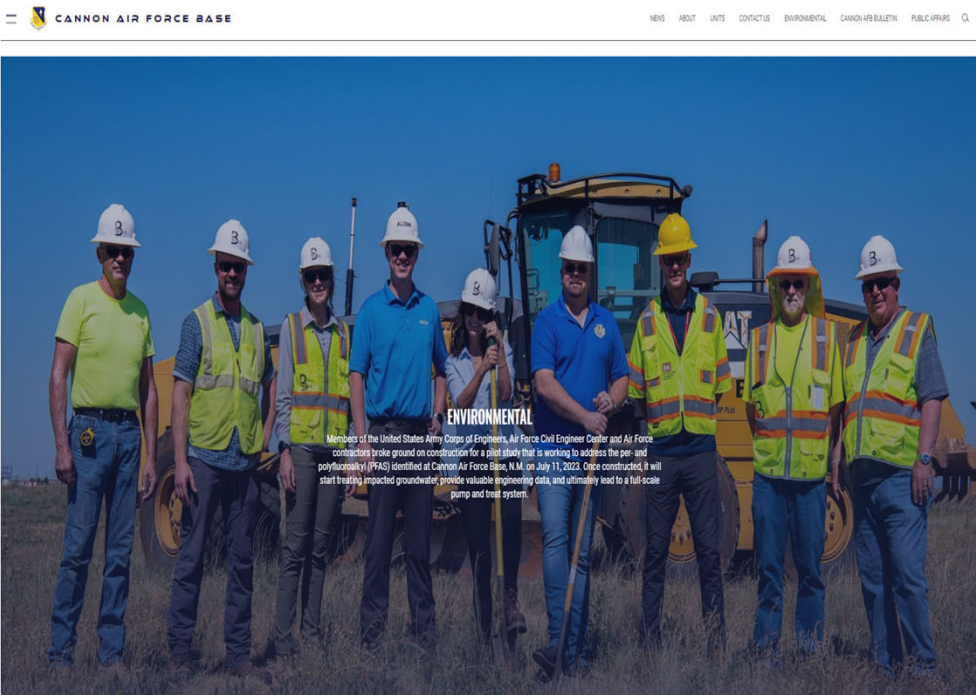 CANNON AIR FORCE BASE
NEWS ABOUT UNITS CONTACT US ENVIRONMENTAL CANNON AFB BULLETIN PUBLIC AFFAIRS
B
B
B
B
B
B
CAT
ENVIRONMENTAL
Members of the United States Army Corps of Engineers, Air Force Civil Engineer Center and Air Force
contractors broke ground on construction for a pilot study that is working to address the per- and
polyfluoroalkyl (PFAS) identified at Cannon Air Force Base, N.M. on July 11, 2023. Once constructed, it will
start treating impacted groundwater, provide valuable engineering data, and ultimately lead to a full-scale
pump and treat system.